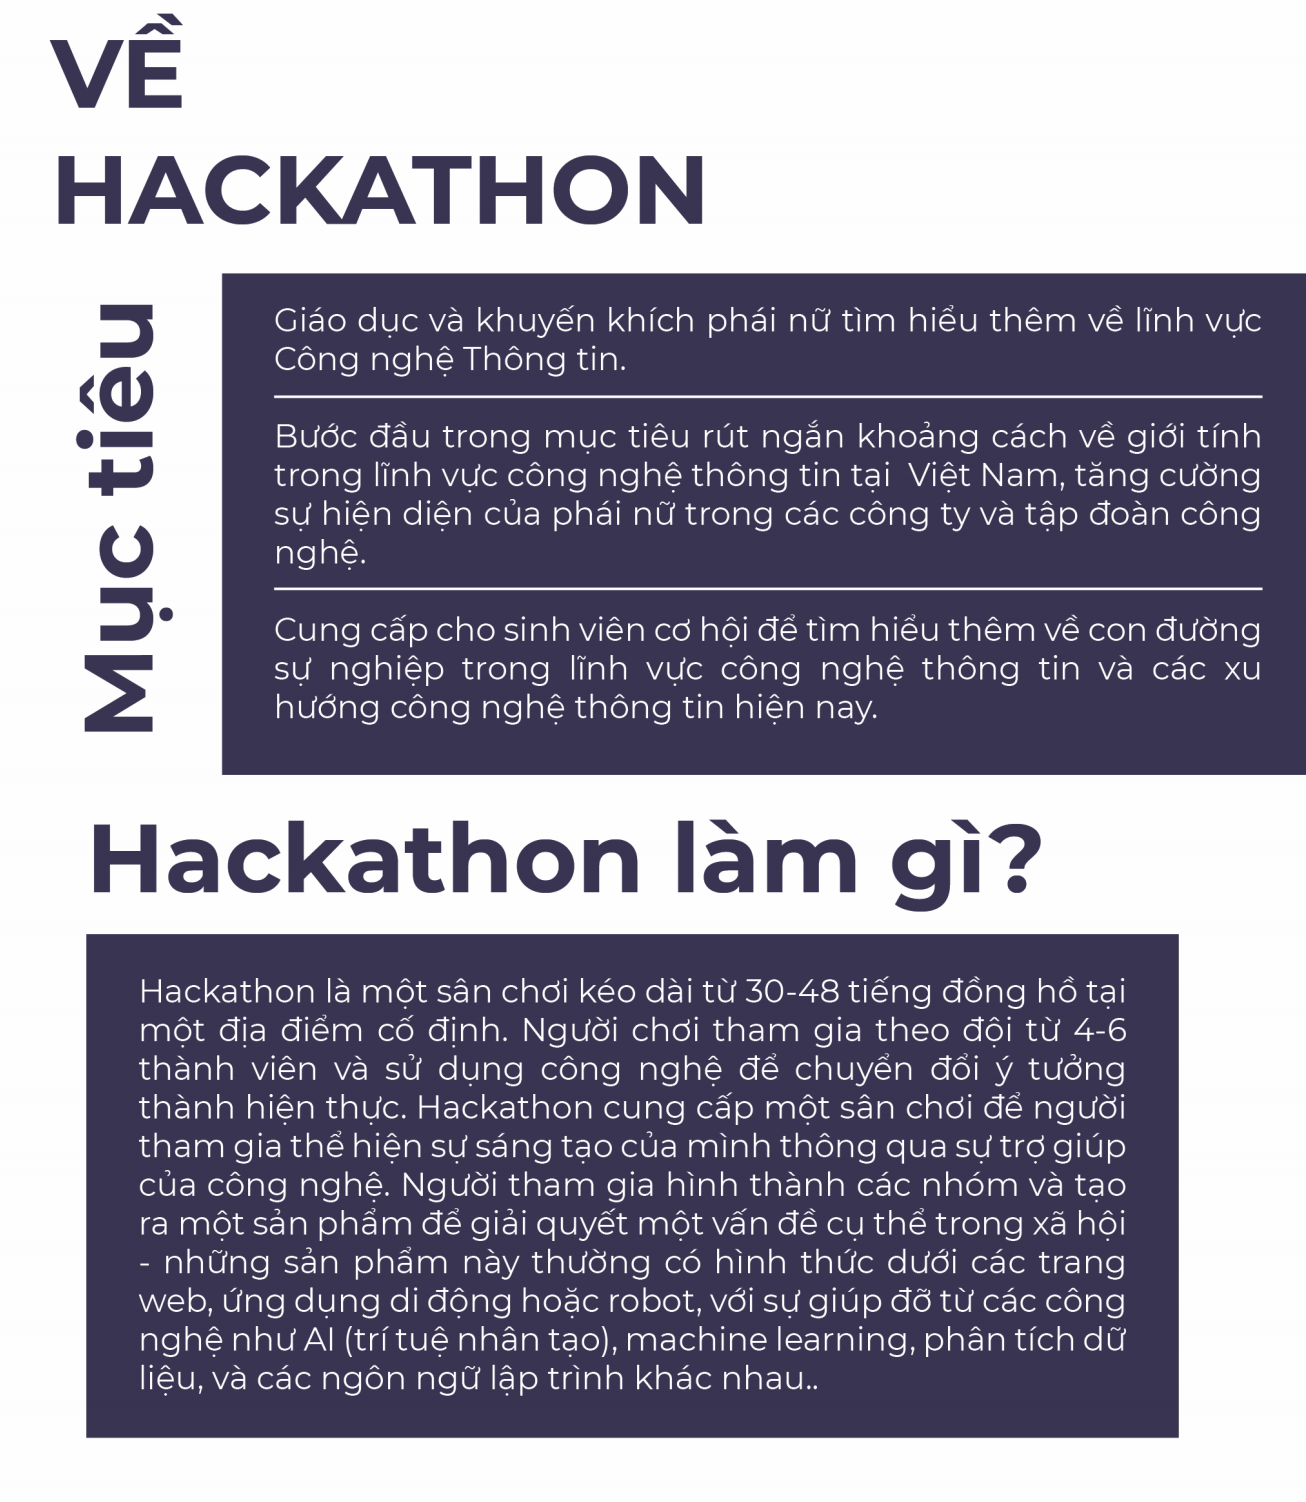 VỀ
HACKATHON
Mục tiêu
Giáo dục và khuyến khích phái nữ tìm hiểu thêm về lĩnh vực
Công nghệ Thông tin.
Bước đầu trong mục tiêu rút ngắn khoảng cách về giới tính
trong lĩnh vực công nghệ thông tin tại Việt Nam, tăng cường
sự hiện diện của phái nữ trong các công ty và tập đoàn công
nghệ.
Cung cấp cho sinh viên cơ hội để tìm hiểu thêm về con đường
sự nghiệp trong lĩnh vực công nghệ thông tin và các xu
hướng công nghệ thông tin hiện nay.
Hackathon làm gì?
Hackathon là một sân chơi kéo dài từ 30-48 tiếng đồng hồ tại
một địa điểm cố định. Người chơi tham gia theo đội từ 4-6
thành viên và sử dụng công nghệ để chuyển đổi ý tưởng
thành hiện thực. Hackathon cung cấp một sân chơi để người
tham gia thể hiện sự sáng tạo của mình thông qua sự trợ giúp
của công nghệ. Người tham gia hình thành các nhóm và tạo
ra một sản phẩm để giải quyết một vấn đề cụ thể trong xã hội
- những sản phẩm này thường có hình thức dưới các trang
web, ứng dụng di động hoặc robot, với sự giúp đỡ từ các công
nghệ như AI (trí tuệ nhân tạo), machine learning, phân tích dữ
liệu, và các ngôn ngữ lập trình khác nhau..